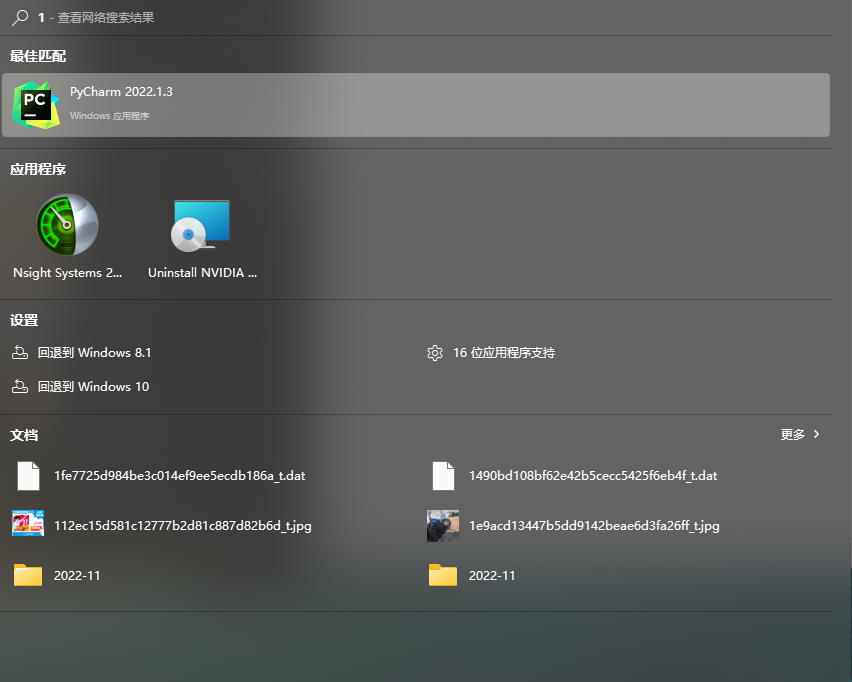 1 - 查看网络搜索结果
最佳匹配
PC
PyCharm 2022.1.3
Windows 应用程序
应用程序
Nsight Systems 2...
Uninstall NVIDIA ...
设置
回退到 Windows 8.1
16 位应用程序支持
回退到 Windows 10
文档
更多
1fe7725d984be3c014ef9ee5ecdb186a_t.dat
1490bd108bf62e42b5cecc5425f6eb4f_t.dat
112ec15d581c12777b2d81c887d82b6d_t.jpg
1e9acd13447b5dd9142beae6d3fa26ff_t.jpg
2022-11
2022-11